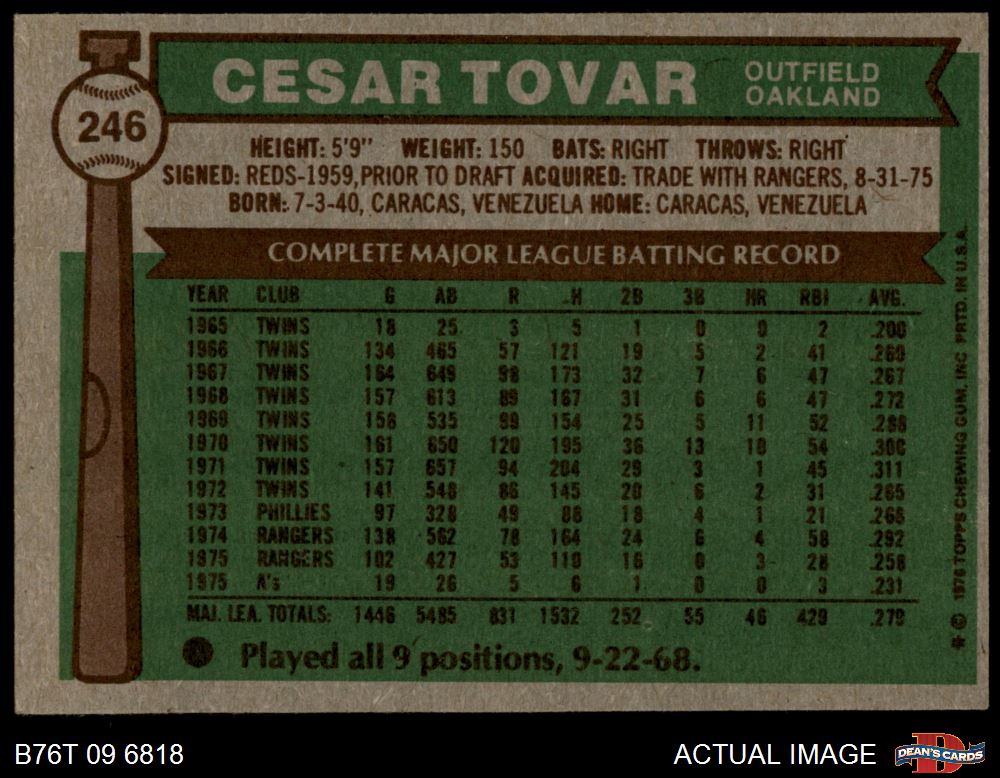 246
CESAR TOVAR
OUTFIELD
OAKLAND
HEIGHT: 5'9" WEIGHT: 150 BATS: RIGHT THROWS: RIGHT
SIGNED: REDS-1959, PRIOR TO DRAFT ACQUIRED: TRADE WITH RANGERS, 8-31-75
BORN: 7-3-40, CARACAS, VENEZUELA HOME: CARACAS, VENEZUELA
COMPLETE MAJOR LEAGUE BATTING RECORD
YEAR CLUB G AB R H 2B 3B HR RBI AVG.
1965 TWINS 18 25 3 5 1 0 0 2 .200
1966 TWINS 134 465 57 121 19 5 2 41 .260
1967 TWINS 164 649 98 173 32 7 6 47 .267
1968 TWINS 157 613 89 167 31 6 6 47 .272
1969 TWINS 158 535 99 154 25 5 11 52 .288
1970 TWINS 161 650 120 195 36 13 10 54 .300
1971 TWINS 157 657 94 204 29 3 1 45 .311
1972 TWINS 141 548 86 145 20 6 2 31 .265
1973 PHILLIES 97 328 49 88 18 4 1 21 .268
1974 RANGERS 138 562 78 164 24 6 4 58 .292
1975 RANGERS 102 427 53 110 16 0 3 28 .258
1975 A's 19 26 5 6 1 0 0 3 .231
MAJ. LEA. TOTALS: 1446 5485 831 1532 252 55 46 429 .279
Played all 9 positions, 9-22-68.
* © 1976 TOPPS CHEWING GUM, INC. PRTD. IN U.S.A.
B76T 09 6818
ACTUAL IMAGE
DEAN'S CARDS